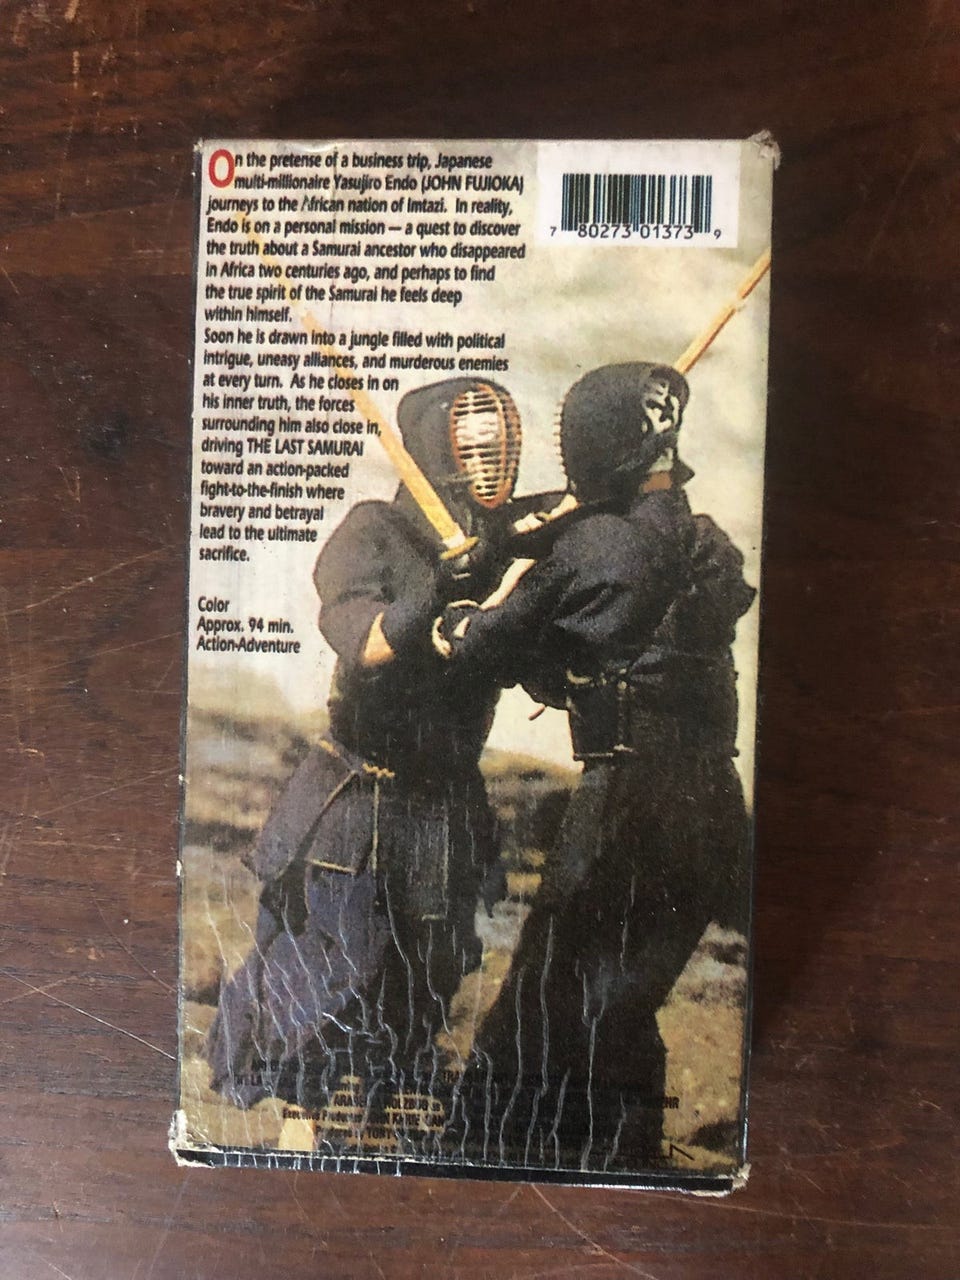 On the pretense of a business trip, Japanese
multi-millionaire Yasujiro Endo (JOHN FUJIOKA)
journeys to the African nation of Imtazi. In reality,
Endo is on a personal mission — a quest to discover
the truth about a Samurai ancestor who disappeared
in Africa two centuries ago, and perhaps to find
the true spirit of the Samurai he feels deep
within himself.
Soon he is drawn into a jungle filled with political
intrigue, uneasy alliances, and murderous enemies
at every turn. As he closes in on
his inner truth, the forces
surrounding him also close in,
driving THE LAST SAMURAI
toward an action-packed
fight-to-the-finish where
bravery and betrayal
lead to the ultimate
sacrifice.
Color
Approx. 94 min.
Action-Adventure
7 80273 01373 9
Executive